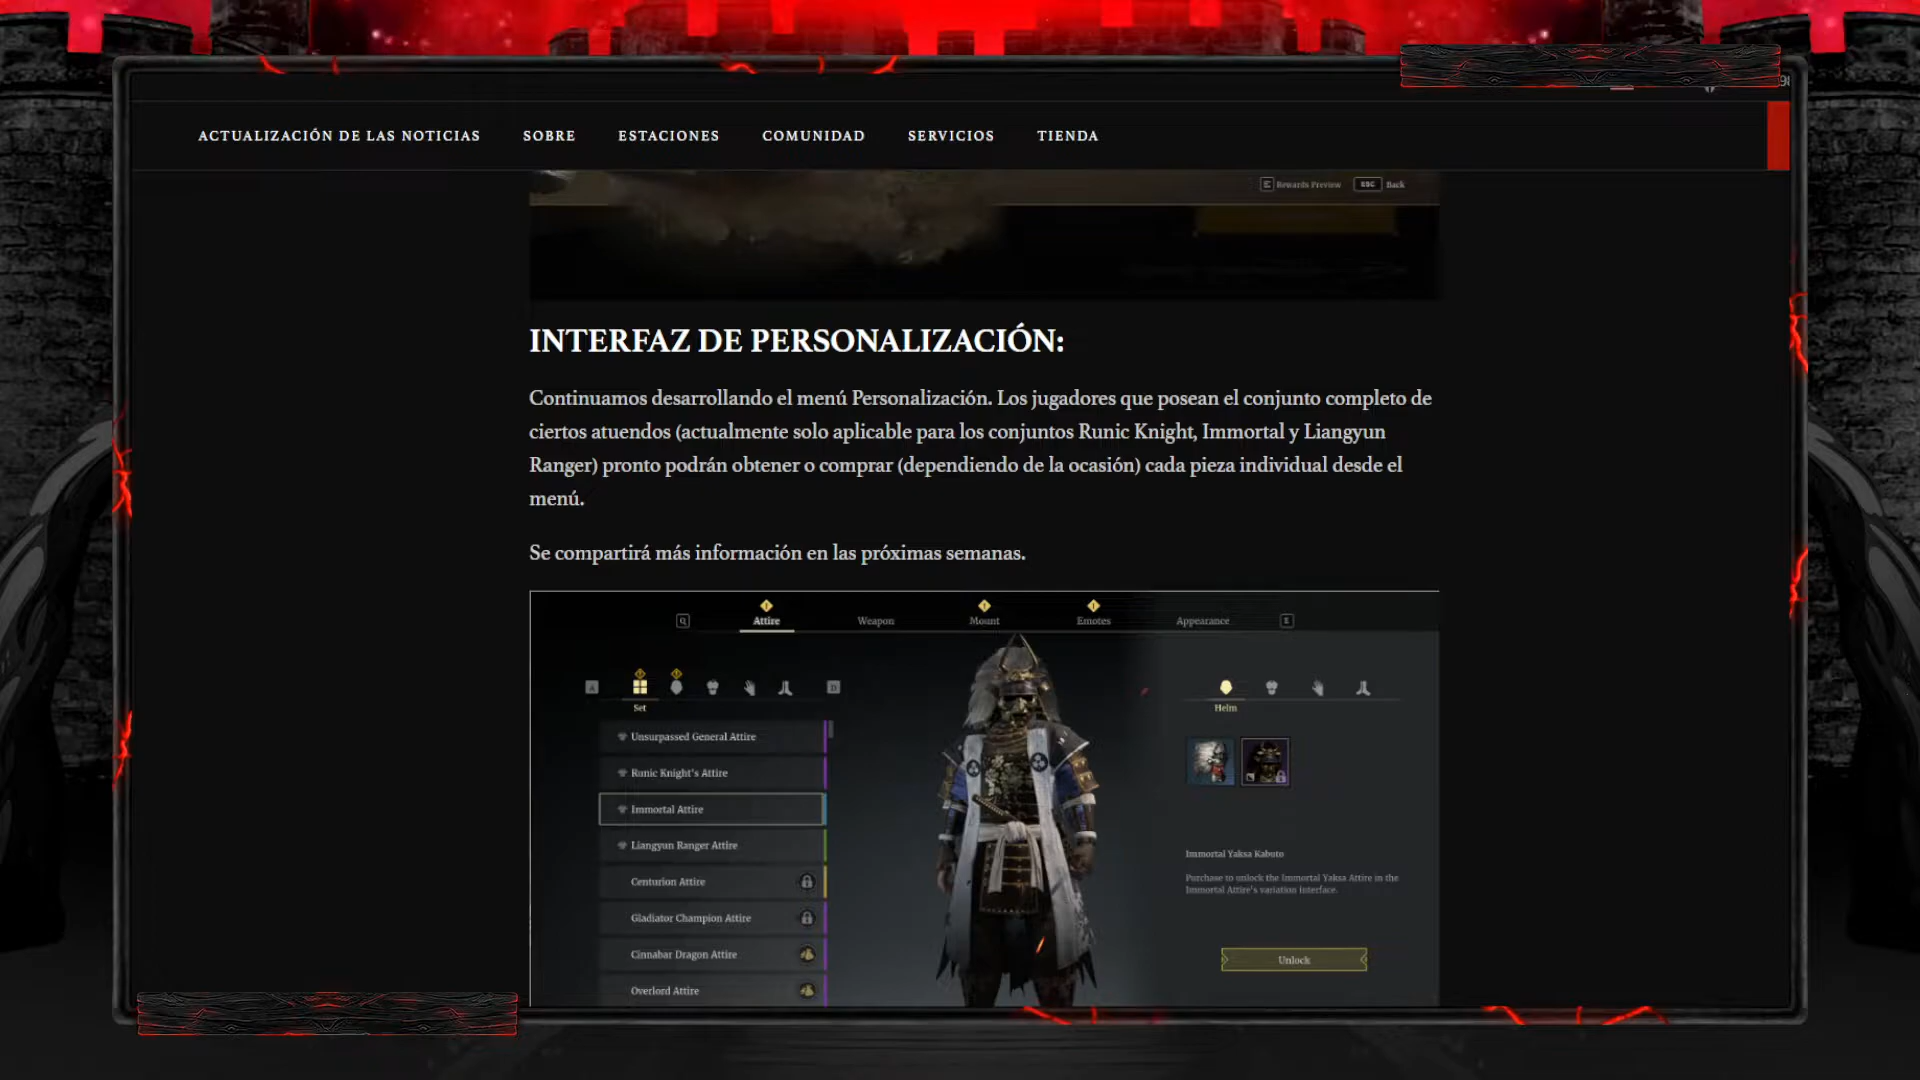 ACTUALIZACIÓN DE LAS NOTICIAS SOBRE ESTACIONES COMUNIDAD SERVICIOS TIENDA
E Rewards Preview ESC Back
INTERFAZ DE PERSONALIZACIÓN:
Continuamos desarrollando el menú Personalización. Los jugadores que posean el conjunto completo de
ciertos atuendos (actualmente solo aplicable para los conjuntos Runic Knight, Immortal y Liangyun
Ranger) pronto podrán obtener o comprar (dependiendo de la ocasión) cada pieza individual desde el
menú.
Se compartirá más información en las próximas semanas.
Q Attire Weapon Mount Emotes Appearance E
A D
Set
Helm
Unsurpassed General Attire
Runic Knight's Attire
Immortal Attire
Liangyun Ranger Attire
Centurion Attire
Gladiator Champion Attire
Cinnabar Dragon Attire
Overlord Attire
Immortal Yaksa Kabuto
Purchase to unlock the Immortal Yaksa Attire in the
Immortal Attire's variation interface.
Unlock